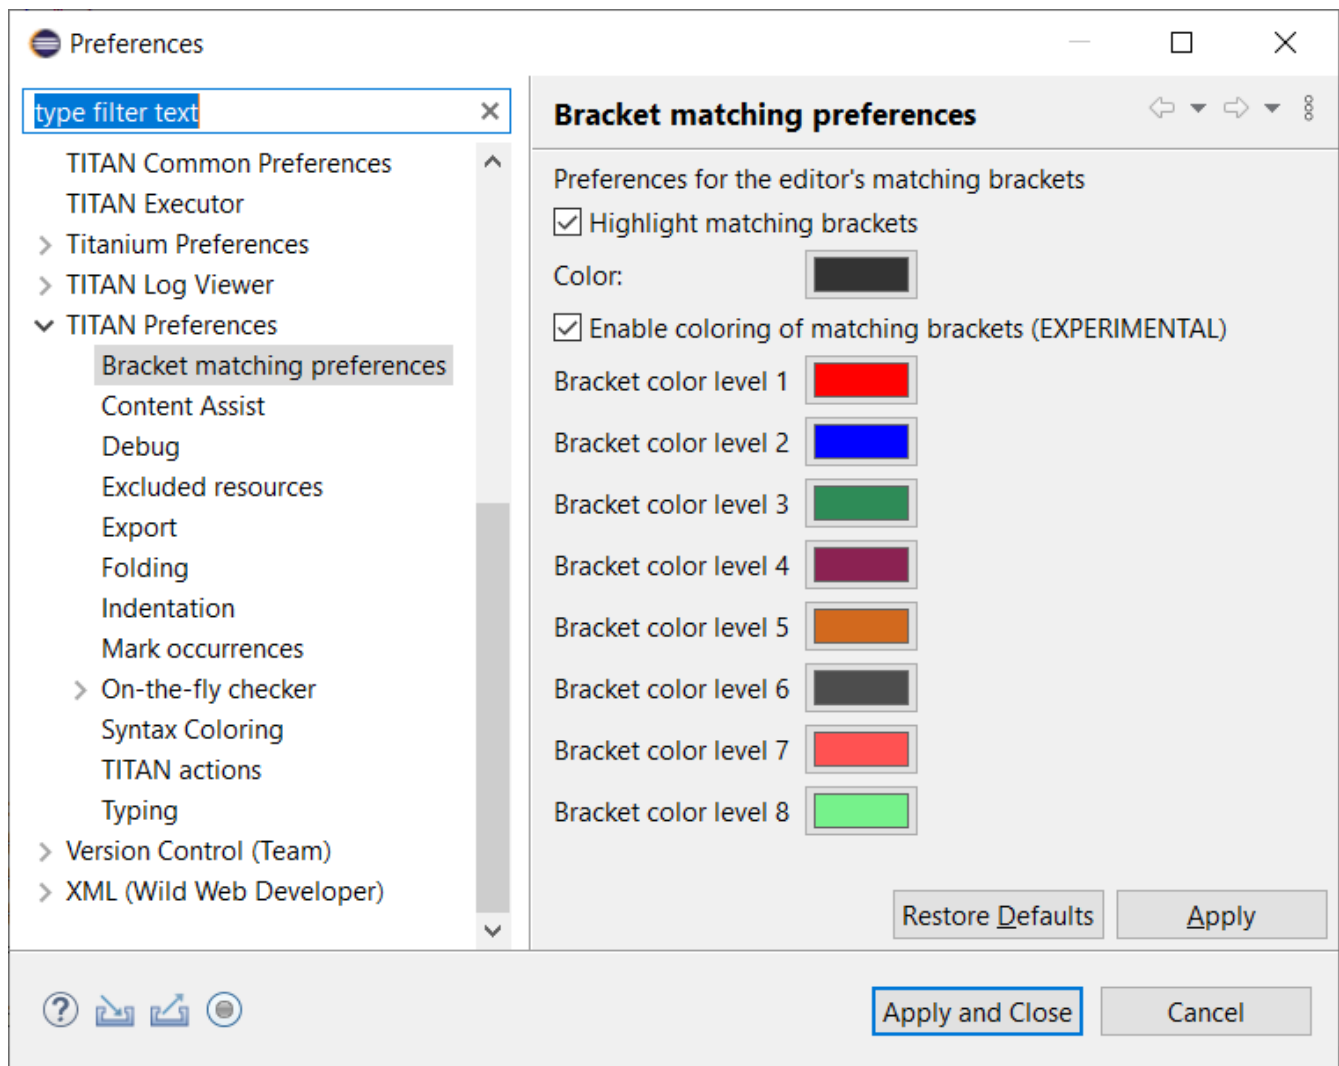 Preferences
type filter text
TITAN Common Preferences
TITAN Executor
Titanium Preferences
TITAN Log Viewer
TITAN Preferences
Bracket matching preferences
Content Assist
Debug
Excluded resources
Export
Folding
Indentation
Mark occurrences
On-the-fly checker
Syntax Coloring
TITAN actions
Typing
Version Control (Team)
XML (Wild Web Developer)
Bracket matching preferences
Preferences for the editor's matching brackets
Highlight matching brackets
Color:
Enable coloring of matching brackets (EXPERIMENTAL)
Bracket color level 1
Bracket color level 2
Bracket color level 3
Bracket color level 4
Bracket color level 5
Bracket color level 6
Bracket color level 7
Bracket color level 8
Restore Defaults
Apply
Apply and Close
Cancel